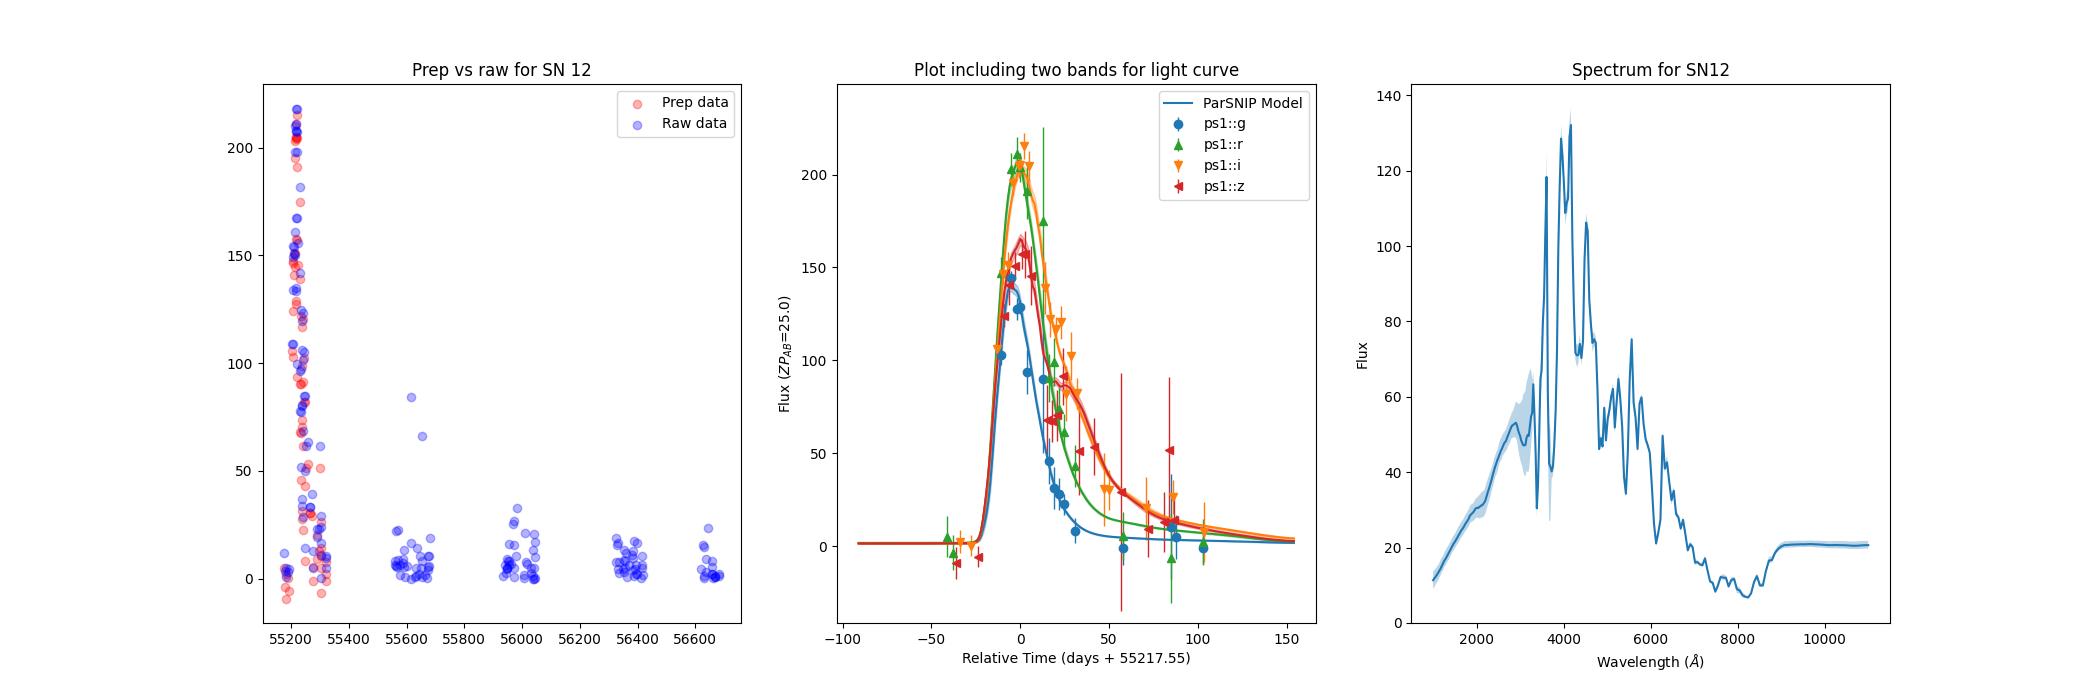 Prep vs raw for SN 12
Prep data
Raw data
200
150
100
50
0
55200 55400 55600 55800 56000 56200 56400 56600
Plot including two bands for light curve
ParSNIP Model
ps1::g
ps1::r
ps1::i
ps1::z
Flux (ZP_AB=25.0)
200
150
100
50
0
−100 −50 0 50 100 150
Relative Time (days + 55217.55)
Spectrum for SN12
Flux
140
120
100
80
60
40
20
0
2000 4000 6000 8000 10000
Wavelength (Å)